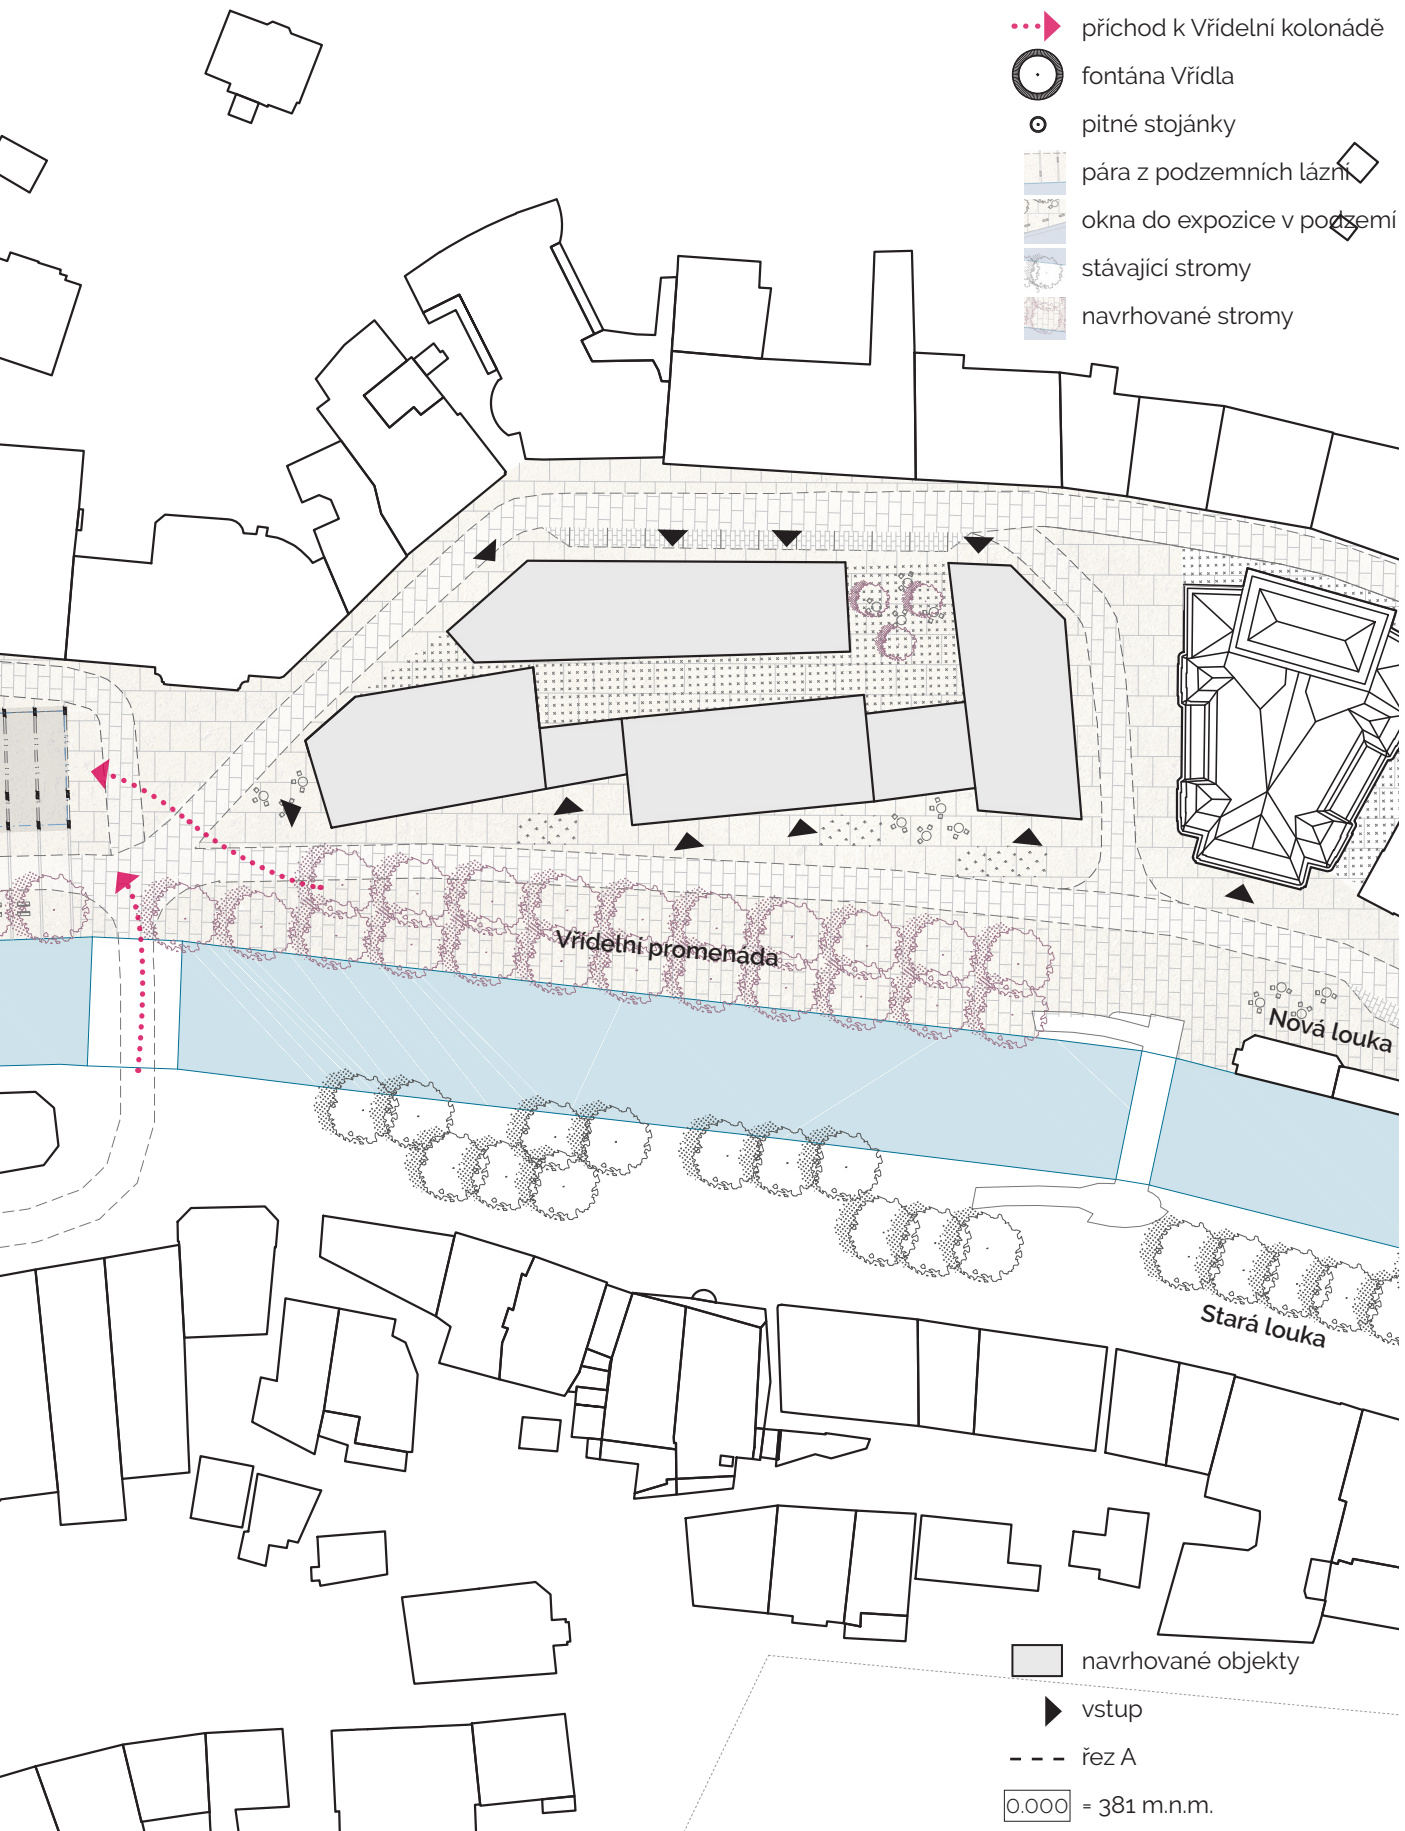 příchod k Vřídelní kolonádě
fontána Vřídla
pitné stojánky
pára z podzemních lázní
okna do expozice v podzemí
stávající stromy
navrhované stromy
Vřídelní promenáda
Nová louka
Stará louka
navrhované objekty
vstup
řez A
0.000 = 381 m.n.m.